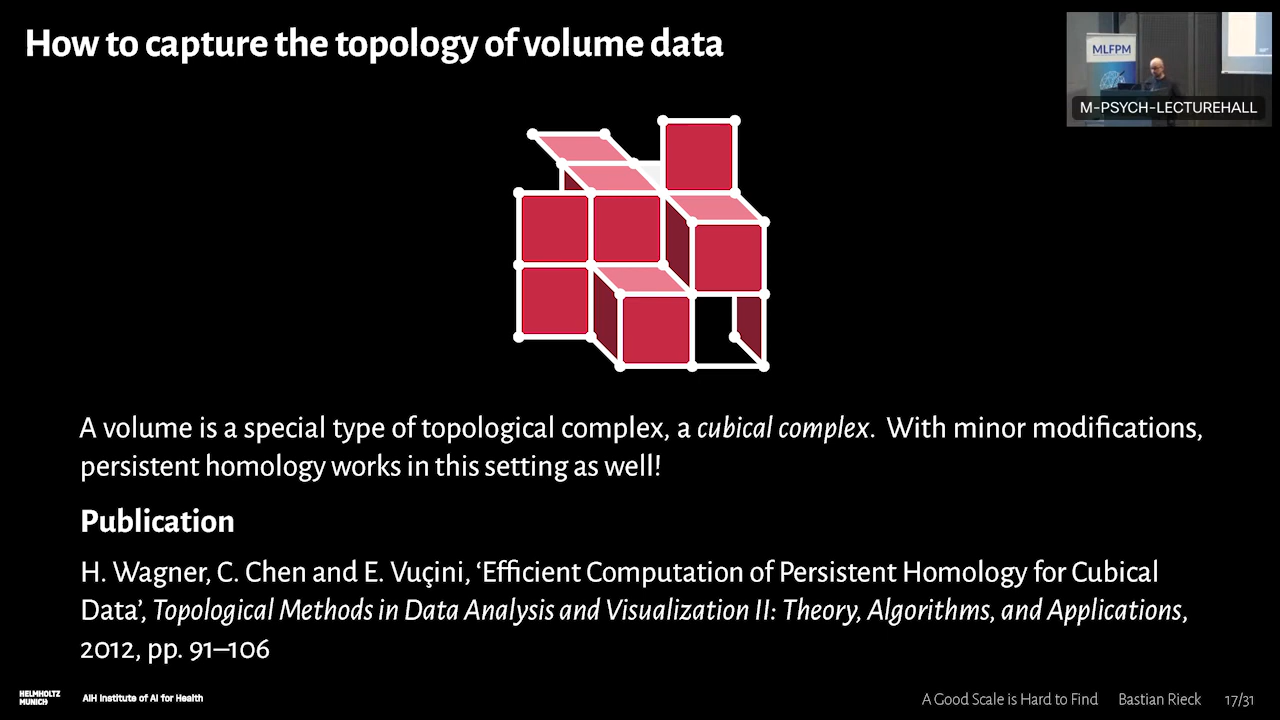 How to capture the topology of volume data
MLFPM
M-PSYCH-LECTUREHALL
A volume is a special type of topological complex, a cubical complex. With minor modifications,
persistent homology works in this setting as well!
Publication
H. Wagner, C. Chen and E. Vuçini, ‘Efficient Computation of Persistent Homology for Cubical
Data’, Topological Methods in Data Analysis and Visualization II: Theory, Algorithms, and Applications,
2012, pp. 91–106
HELMHOLTZ
MUNICH
AIH Institute of AI for Health
A Good Scale is Hard to Find Bastian Rieck 17/31